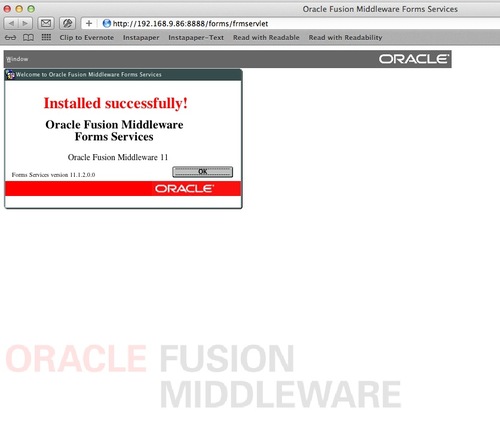 Oracle Fusion Middleware Forms Services
http://192.168.9.86:8888/forms/frmservlet
Clip to Evernote Instapaper Instapaper-Text Read with Readable Read with Readability
Window ORACLE
Welcome to Oracle Fusion Middleware Forms Services
Installed successfully!
Oracle Fusion Middleware
Forms Services
Oracle Fusion Middleware 11
Forms Services version 11.1.2.0.0 OK
ORACLE
ORACLE FUSION
MIDDLEWARE